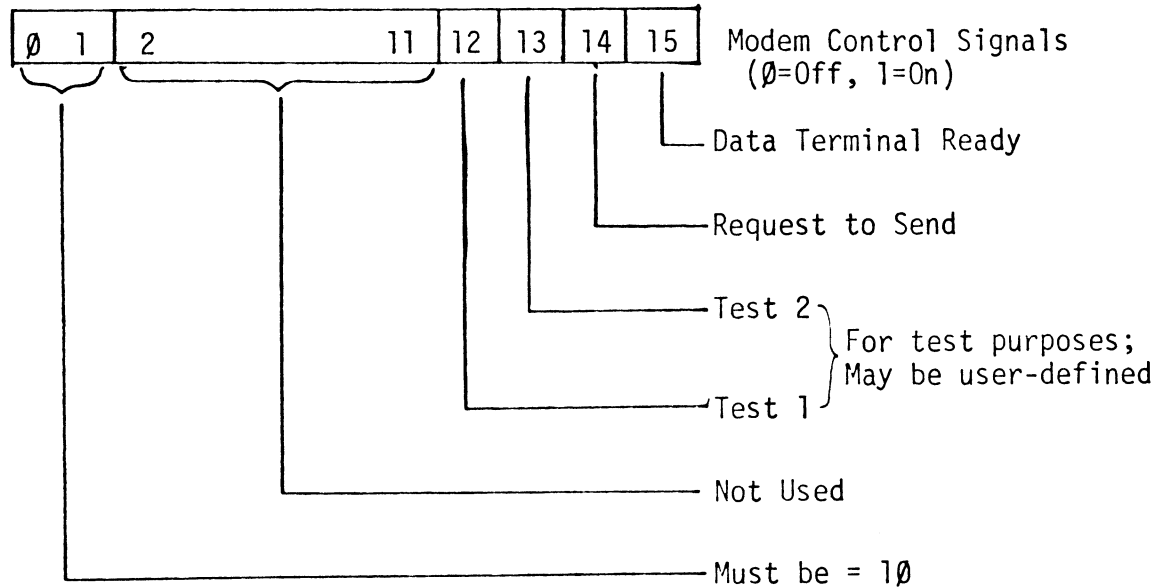 Ø 1 2 11 12 13 14 15 Modem Control Signals
(Ø=Off, 1=On)
Data Terminal Ready
Request to Send
Test 2
For test purposes;
May be user-defined
Test 1
Not Used
Must be = 1Ø